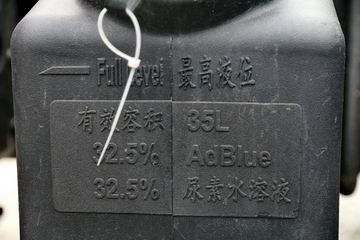 Full Level 最高液位
有效容积 35L
32.5% AdBlue
32.5% 尿素水溶液